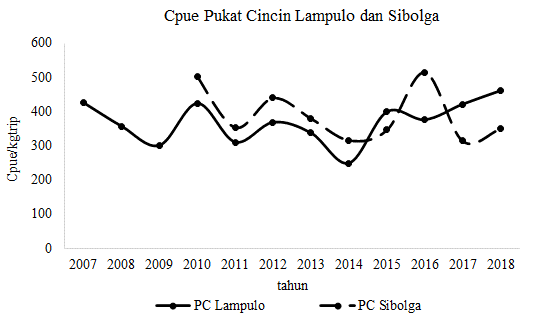 Cpue Pukat Cincin Lampulo dan Sibolga
600
500
400
300
200
100
0
Cpue/kgtrip
2007 2008 2009 2010 2011 2012 2013 2014 2015 2016 2017 2018
tahun
PC Lampulo PC Sibolga